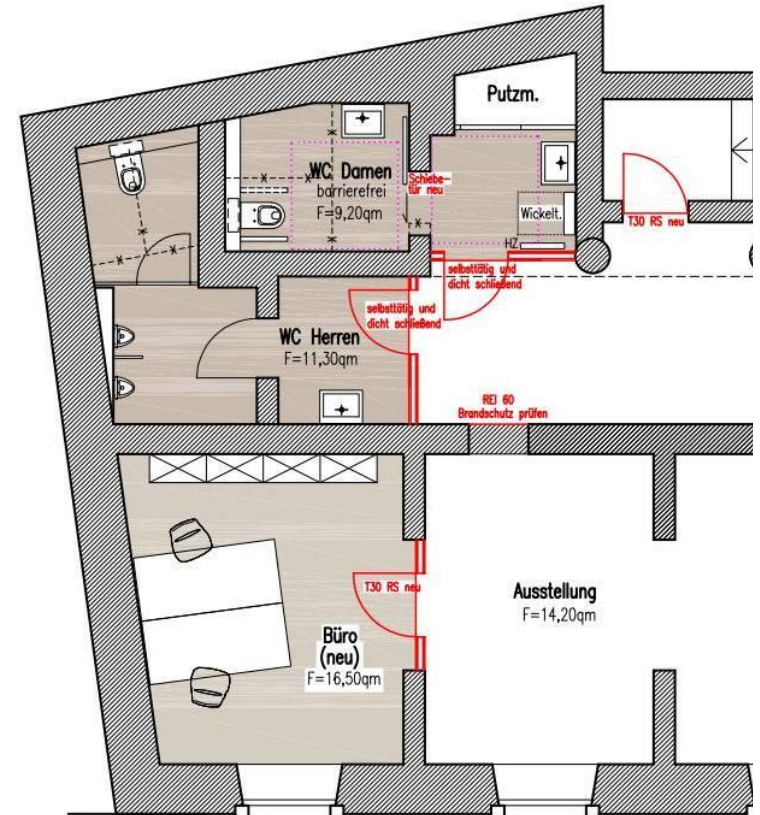 Putzm.
WC Damen
barrierefrei
F=9,20qm
Schiebe-
tür neu
Wickelt.
HZ
T30 RS neu
selbsttätig und
dicht schließend
selbsttätig und
dicht schließend
WC Herren
F=11,30qm
REI 60
Brandschutz prüfen
T30 RS neu
Ausstellung
F=14,20qm
Büro
(neu)
F=16,50qm